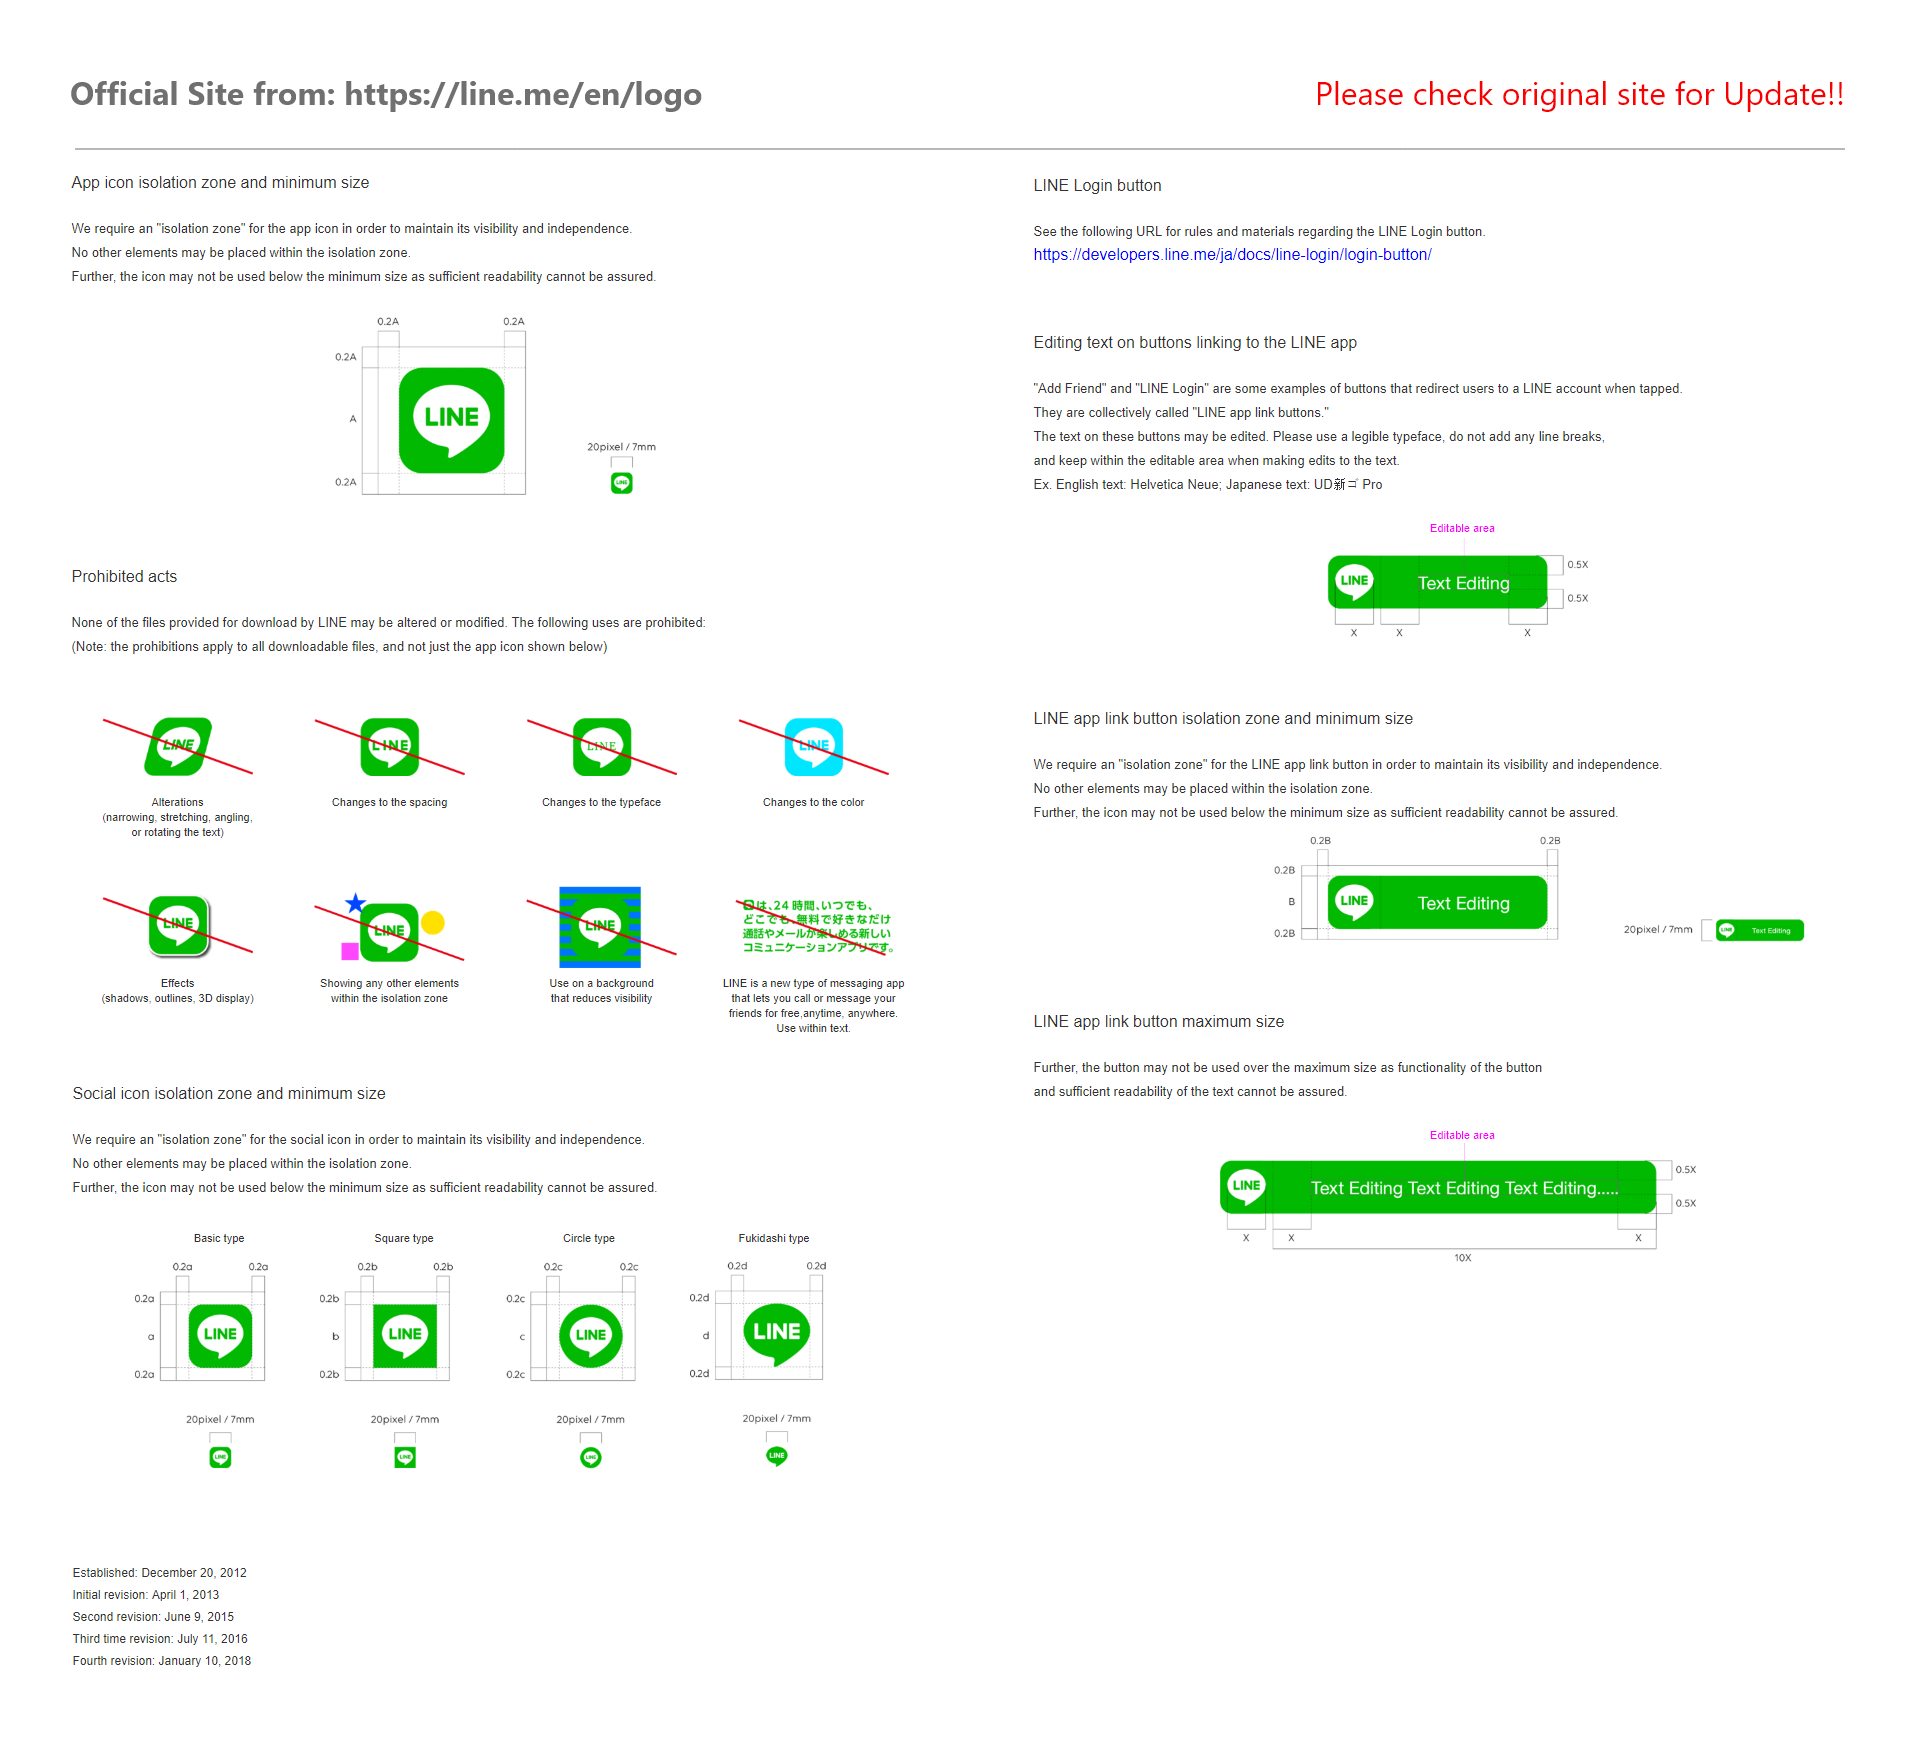 Official Site from: https://line.me/en/logo
Please check original site for Update!!
App icon isolation zone and minimum size
We require an "isolation zone" for the app icon in order to maintain its visibility and independence.
No other elements may be placed within the isolation zone.
Further, the icon may not be used below the minimum size as sufficient readability cannot be assured.
0.2A 0.2A
0.2A
LINE
A
0.2A
20pixel / 7mm
LINE
Prohibited acts
None of the files provided for download by LINE may be altered or modified. The following uses are prohibited:
(Note: the prohibitions apply to all downloadable files, and not just the app icon shown below)
LINE
LINE
LINE
LINE
Alterations
(narrowing, stretching, angling,
or rotating the text)
Changes to the spacing
Changes to the typeface
Changes to the color
LINE
LINE
LINE
は、24時間、いつでも、
どこでも、無料で好きなだけ
通話やメールが楽しめる新しい
コミュニケーションアプリです。
Effects
(shadows, outlines, 3D display)
Showing any other elements
within the isolation zone
Use on a background
that reduces visibility
LINE is a new type of messaging app
that lets you call or message your
friends for free,anytime, anywhere.
Use within text.
Social icon isolation zone and minimum size
We require an "isolation zone" for the social icon in order to maintain its visibility and independence.
No other elements may be placed within the isolation zone.
Further, the icon may not be used below the minimum size as sufficient readability cannot be assured.
Basic type
0.2a 0.2a
0.2a
LINE
a
0.2a
20pixel / 7mm
LINE
Square type
0.2b 0.2b
0.2b
LINE
b
0.2b
20pixel / 7mm
LINE
Circle type
0.2c 0.2c
0.2c
LINE
c
0.2c
20pixel / 7mm
LINE
Fukidashi type
0.2d 0.2d
0.2d
LINE
d
0.2d
20pixel / 7mm
LINE
Established: December 20, 2012
Initial revision: April 1, 2013
Second revision: June 9, 2015
Third time revision: July 11, 2016
Fourth revision: January 10, 2018
LINE Login button
See the following URL for rules and materials regarding the LINE Login button.
https://developers.line.me/ja/docs/line-login/login-button/
Editing text on buttons linking to the LINE app
"Add Friend" and "LINE Login" are some examples of buttons that redirect users to a LINE account when tapped.
They are collectively called "LINE app link buttons."
The text on these buttons may be edited. Please use a legible typeface, do not add any line breaks,
and keep within the editable area when making edits to the text.
Ex. English text: Helvetica Neue; Japanese text: UD新ゴ Pro
Editable area
LINE Text Editing
0.5X
0.5X
X X X
LINE app link button isolation zone and minimum size
We require an "isolation zone" for the LINE app link button in order to maintain its visibility and independence.
No other elements may be placed within the isolation zone.
Further, the icon may not be used below the minimum size as sufficient readability cannot be assured.
0.2B 0.2B
0.2B
B
LINE Text Editing
0.2B
20pixel / 7mm
LINE Text Editing
LINE app link button maximum size
Further, the button may not be used over the maximum size as functionality of the button
and sufficient readability of the text cannot be assured.
Editable area
LINE Text Editing Text Editing Text Editing.....
0.5X
0.5X
X X X
10X